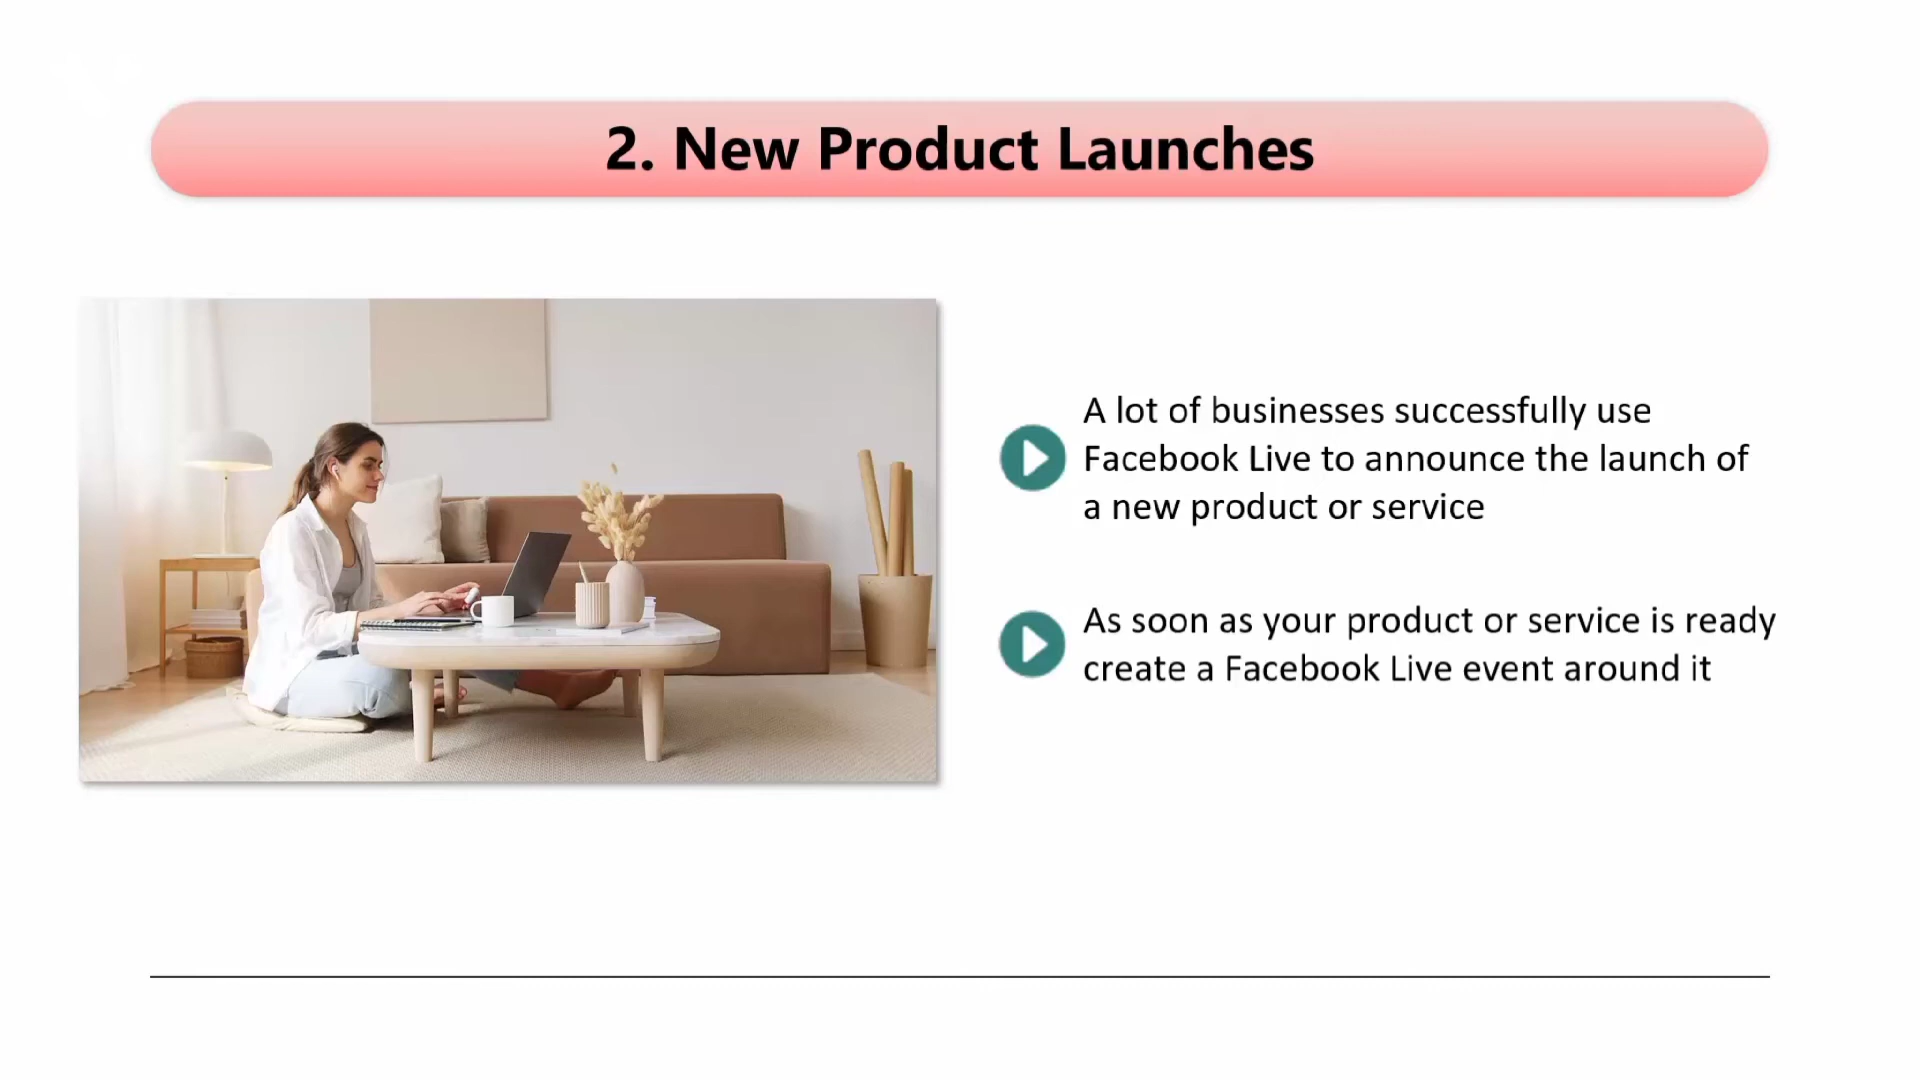 2. New Product Launches
A lot of businesses successfully use
Facebook Live to announce the launch of
a new product or service
As soon as your product or service is ready
create a Facebook Live event around it